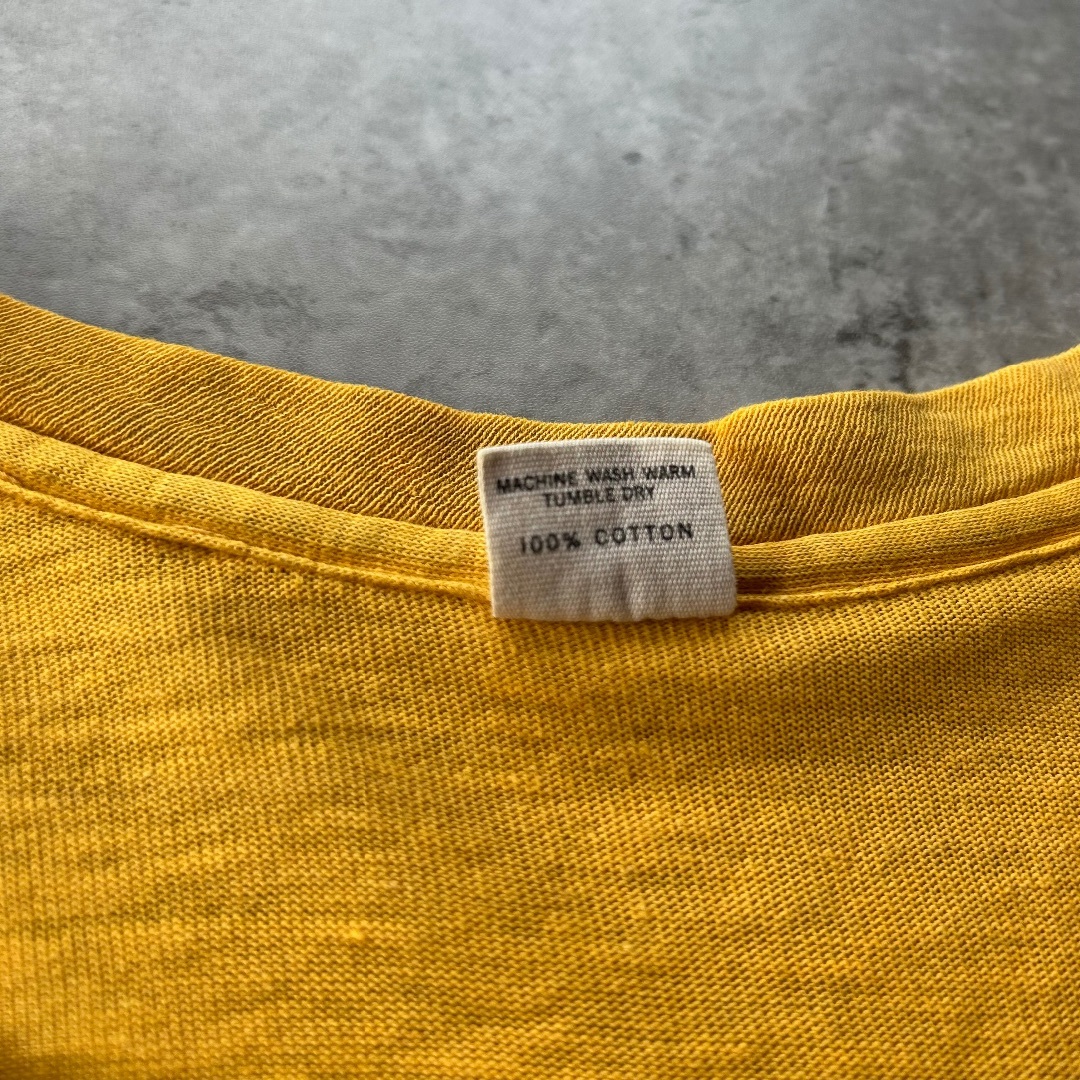 MACHINE WASH WARM
TUMBLE DRY
100% COTTON